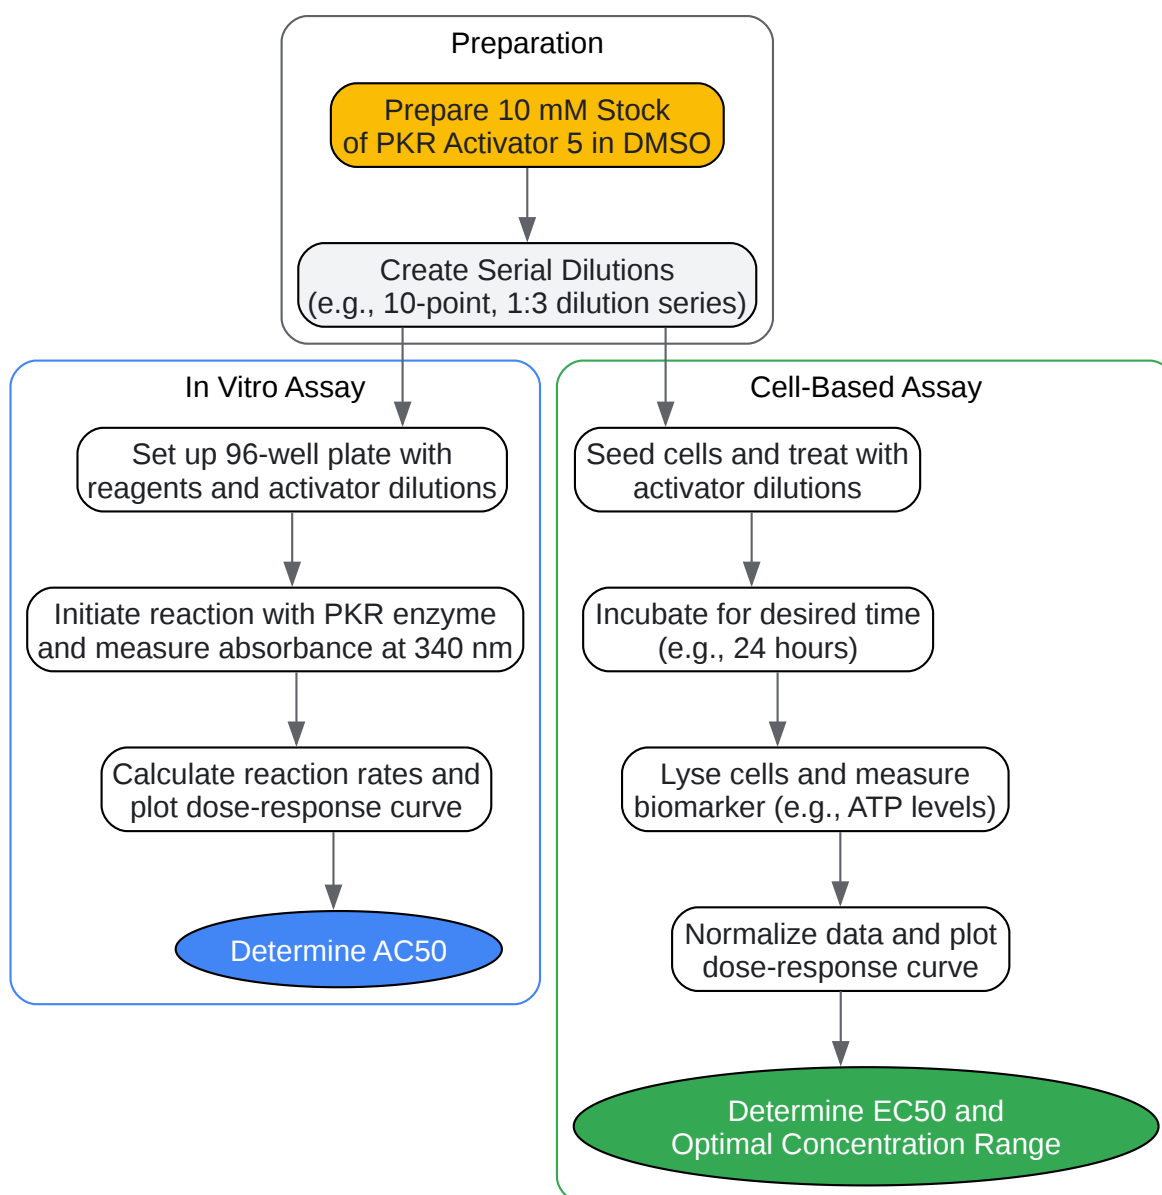 Preparation
Prepare 10 mM Stock
of PKR Activator 5 in DMSO
Create Serial Dilutions
(e.g., 10-point, 1:3 dilution series)
In Vitro Assay
Set up 96-well plate with
reagents and activator dilutions
Initiate reaction with PKR enzyme
and measure absorbance at 340 nm
Calculate reaction rates and
plot dose-response curve
Determine AC50
Cell-Based Assay
Seed cells and treat with
activator dilutions
Incubate for desired time
(e.g., 24 hours)
Lyse cells and measure
biomarker (e.g., ATP levels)
Normalize data and plot
dose-response curve
Determine EC50 and
Optimal Concentration Range